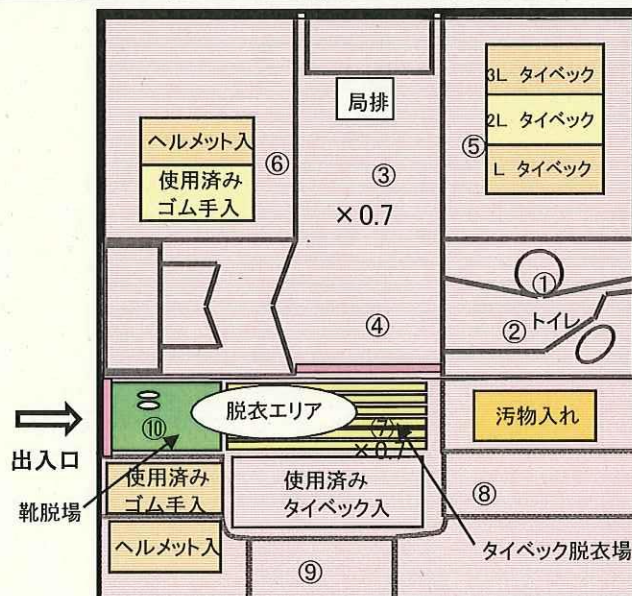 局排
3L タイベック
2L タイベック
L タイベック
⑤
ヘルメット入
使用済み
ゴム手入
⑥
③
×0.7
①
②
トイレ
④
出入口
⑩
脱衣エリア
⑦
×0.7
汚物入れ
靴脱場
使用済み
ゴム手入
ヘルメット入
使用済み
タイベック入
⑧
タイベック脱衣場
⑨